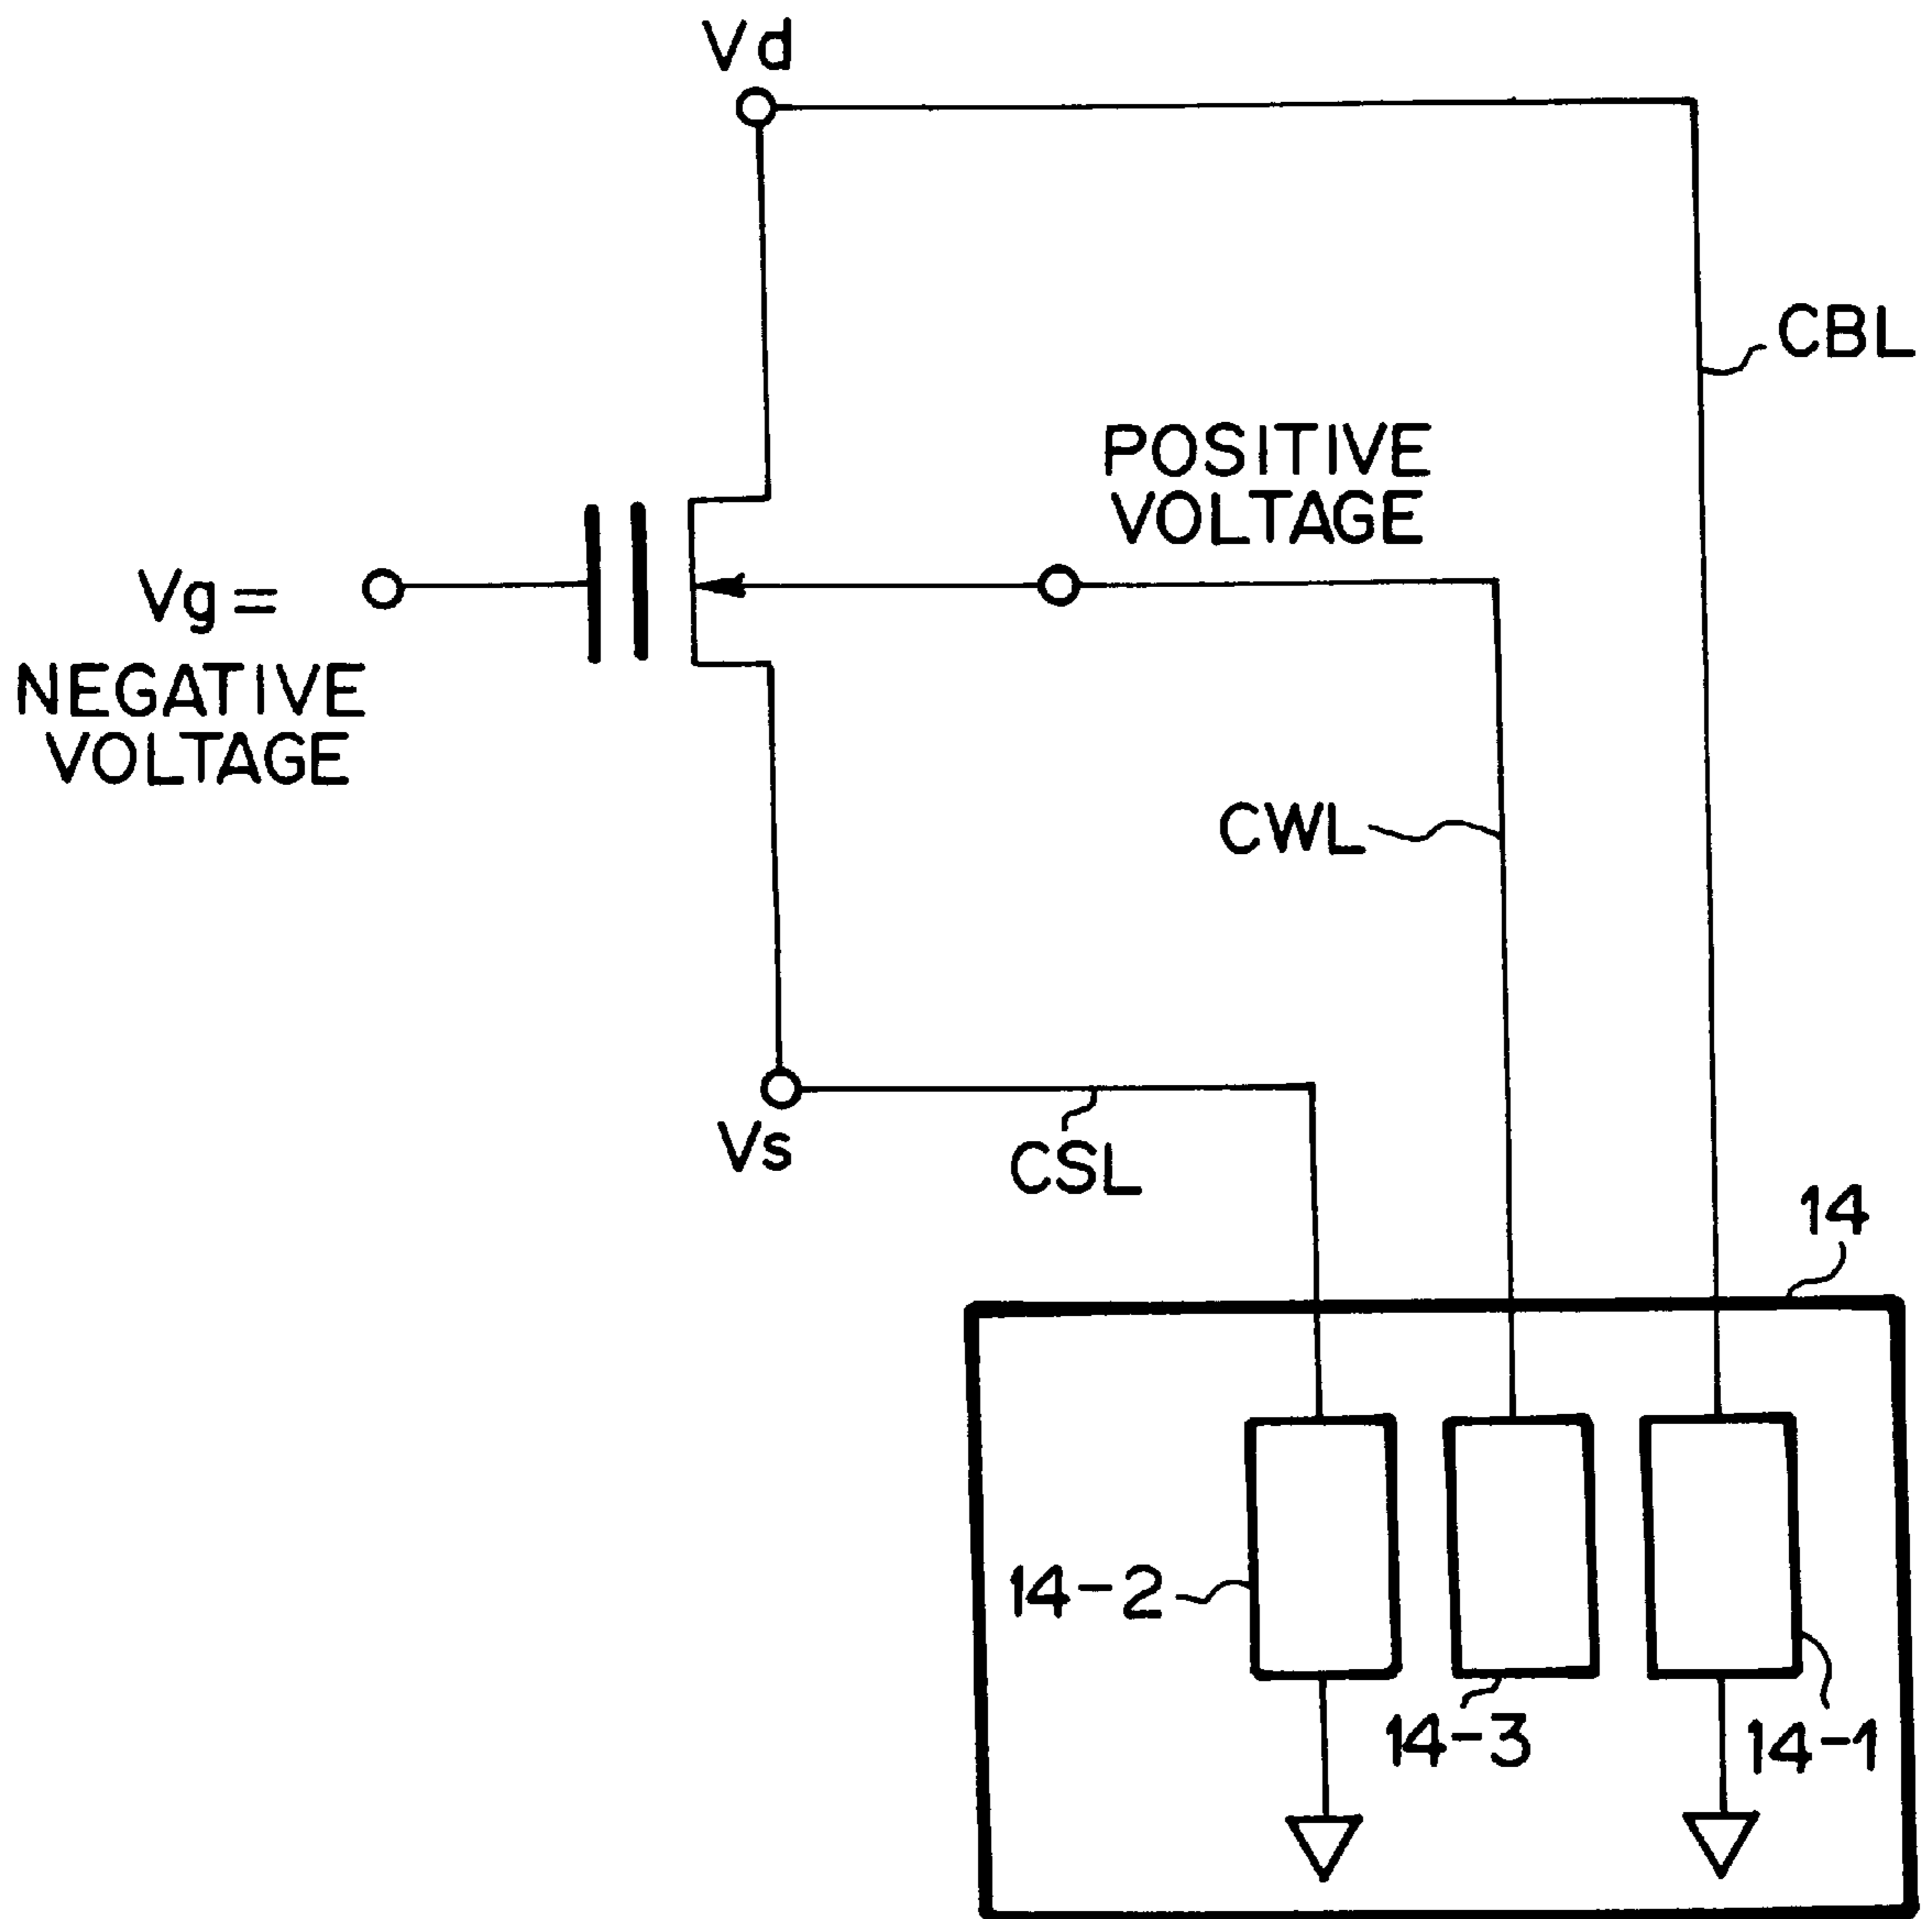 Vd
CBL
POSITIVE
VOLTAGE
Vg=
NEGATIVE
VOLTAGE
CWL
Vs
CSL
14
14-2
14-3
14-1